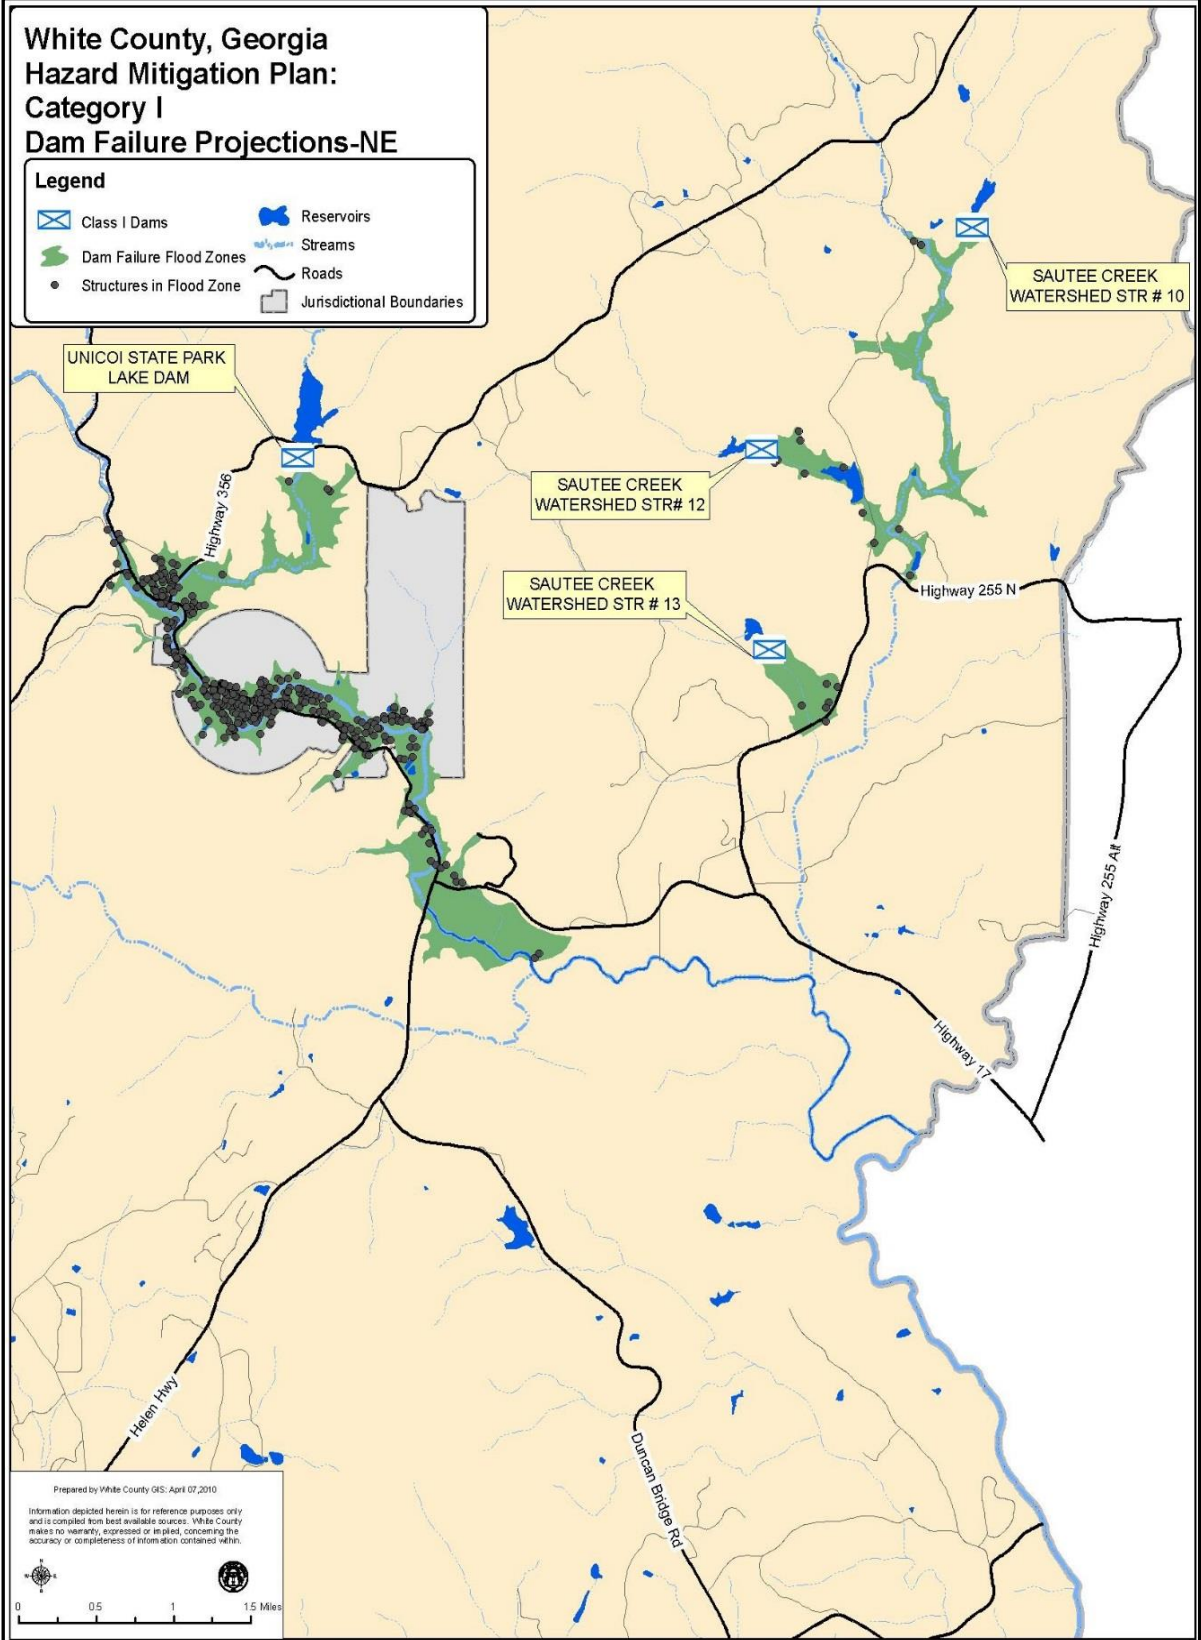 White County, Georgia
Hazard Mitigation Plan:
Category I
Dam Failure Projections-NE
Legend
Class I Dams
Dam Failure Flood Zones
Structures in Flood Zone
Reservoirs
Streams
Roads
Jurisdictional Boundaries
SAUTEE CREEK
WATERSHED STR # 10
UNICOI STATE PARK
LAKE DAM
Highway 356
SAUTEE CREEK
WATERSHED STR# 12
SAUTEE CREEK
WATERSHED STR # 13
Highway 255 N
Highway 255 Alt
Highway 17
Helen Hwy
Duncan Bridge Rd
Prepared by White County GIS: April 07,2010
Information depicted herein is for reference purposes only
and is compiled from best available sources. White County
makes no warranty, expressed or implied, concerning the
accuracy or completeness of information contained within.
N
W
E
S
0 0.5 1 1.5 Miles